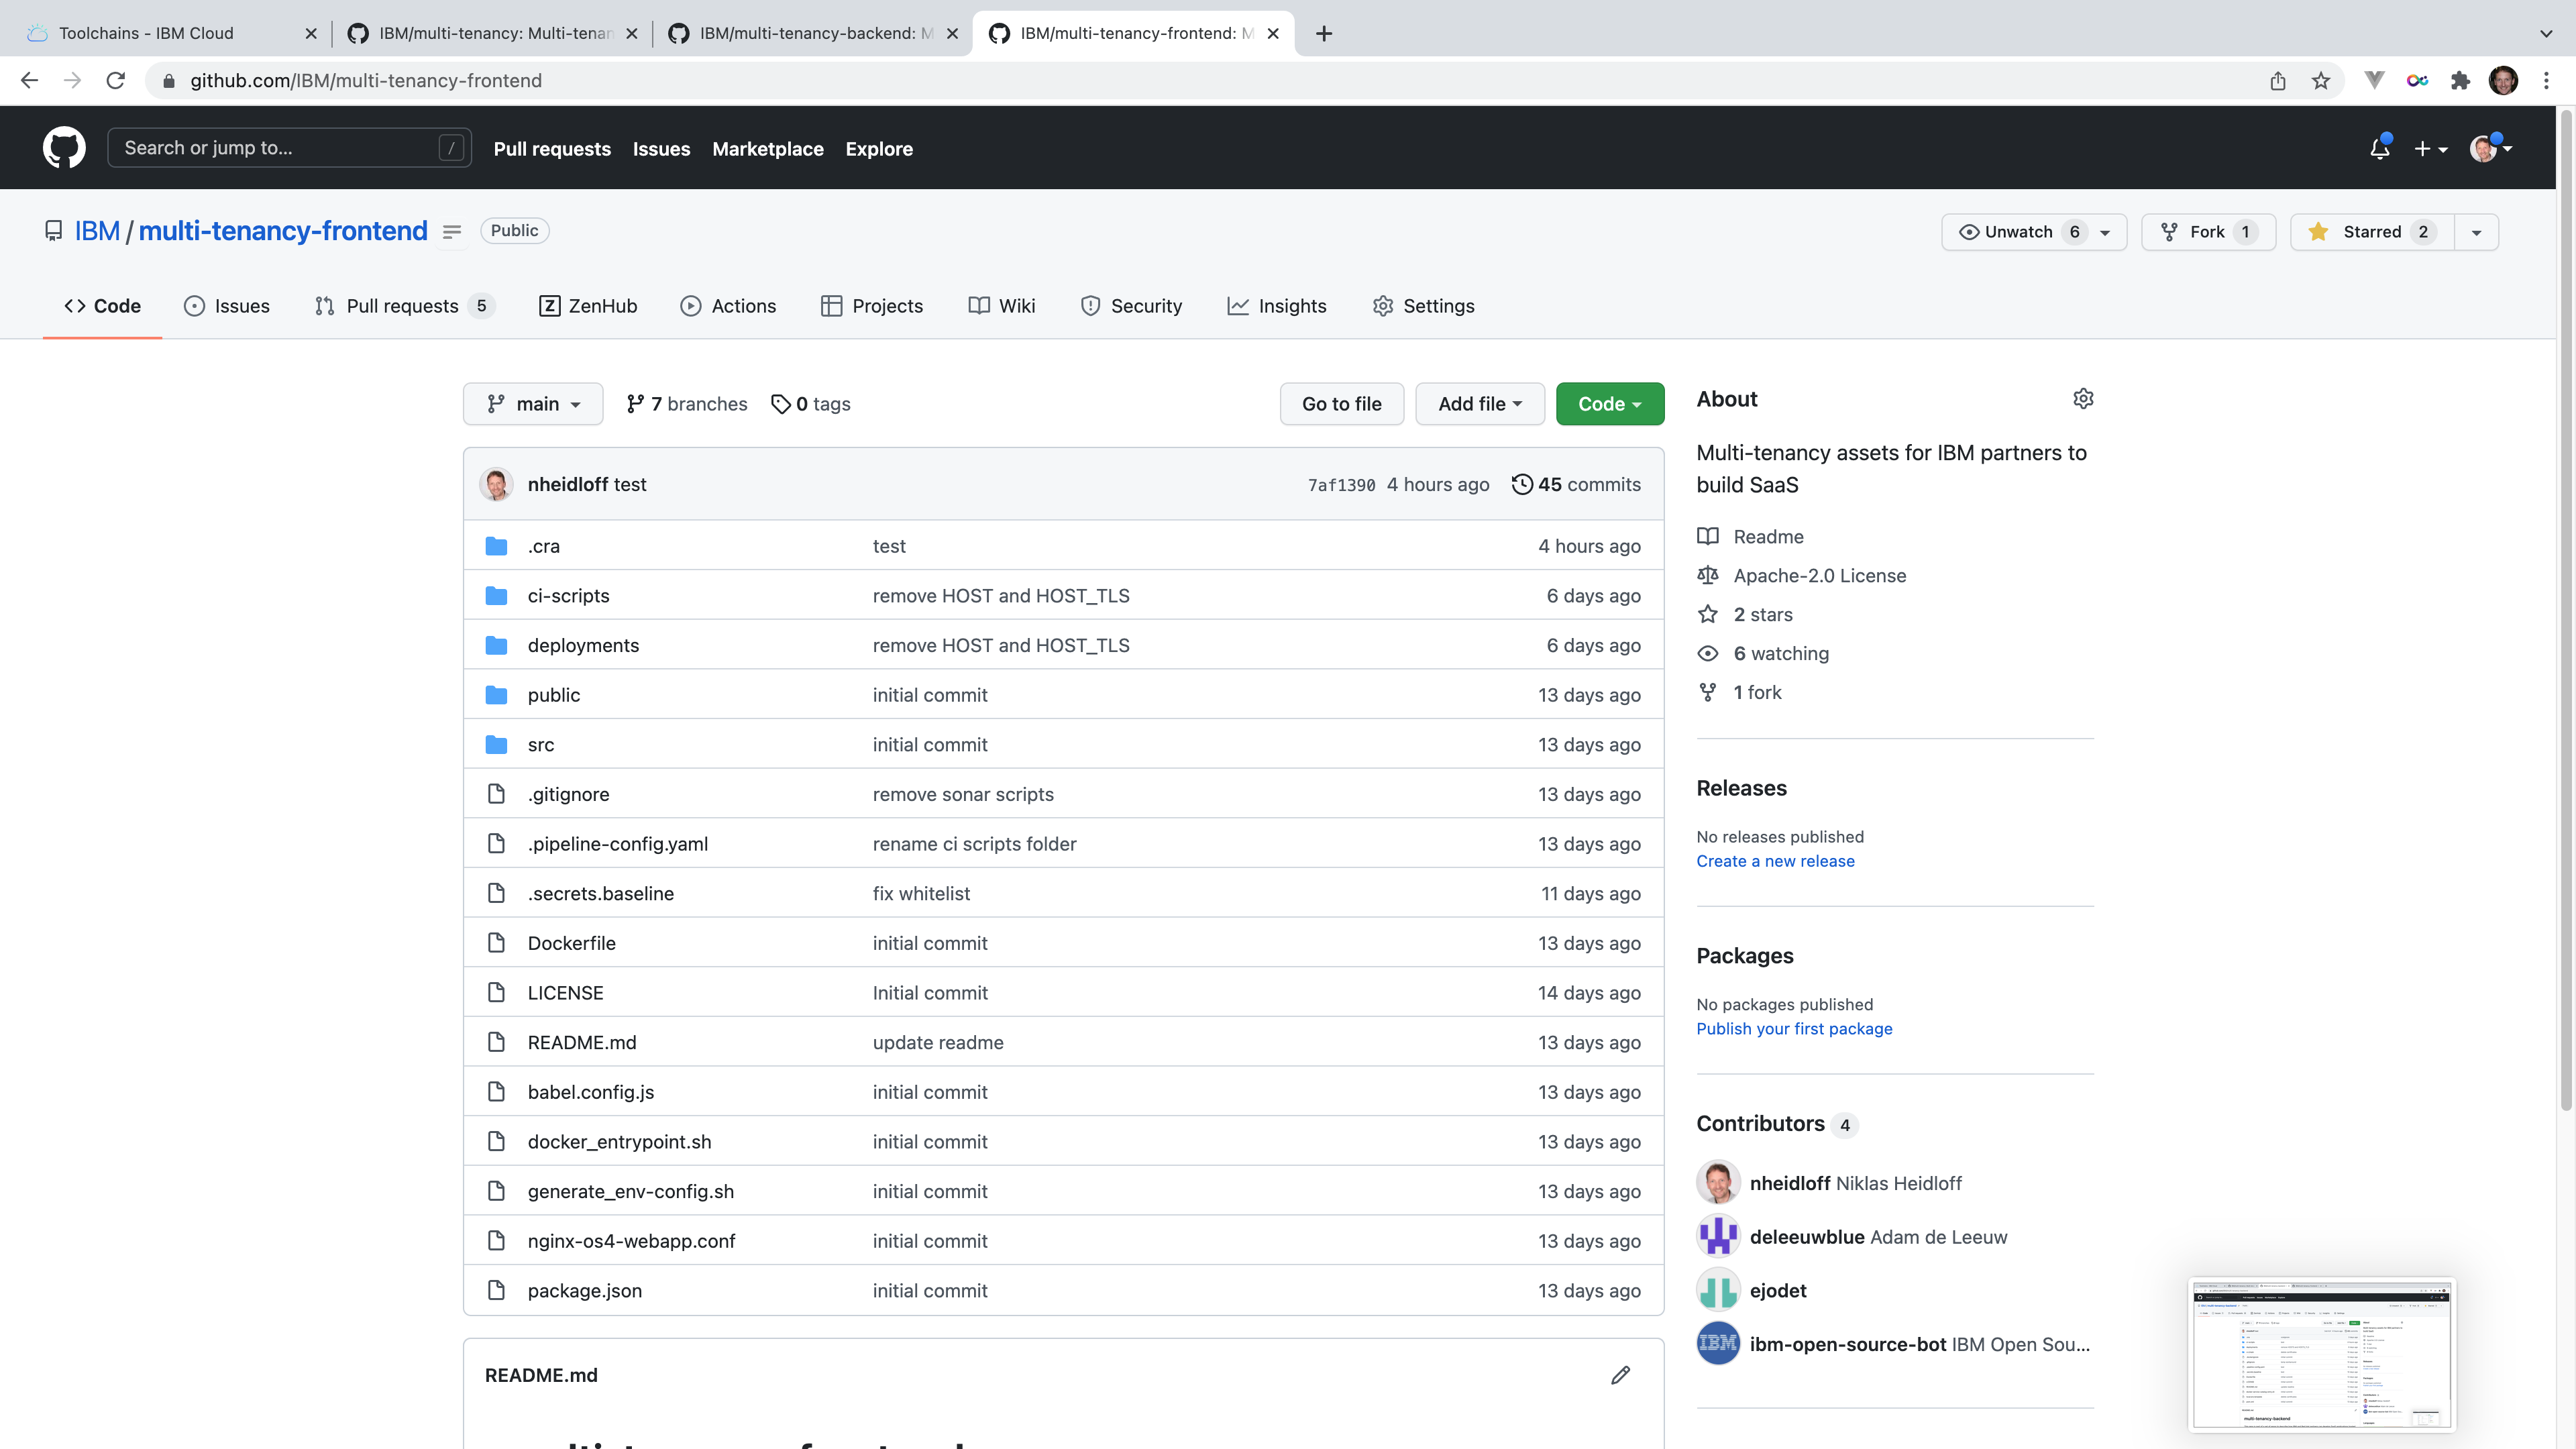 Toolchains - IBM Cloud
IBM/multi-tenancy: Multi-tenan
IBM/multi-tenancy-backend: M
IBM/multi-tenancy-frontend: M
github.com/IBM/multi-tenancy-frontend
Search or jump to... /
Pull requests Issues Marketplace Explore
IBM / multi-tenancy-frontend Public
Unwatch 6 Fork 1 Starred 2
Code Issues Pull requests 5 ZenHub Actions Projects Wiki Security Insights Settings
main 7 branches 0 tags Go to file Add file Code
nheidloff test 7af1390 4 hours ago 45 commits
.cra test 4 hours ago
ci-scripts remove HOST and HOST_TLS 6 days ago
deployments remove HOST and HOST_TLS 6 days ago
public initial commit 13 days ago
src initial commit 13 days ago
.gitignore remove sonar scripts 13 days ago
.pipeline-config.yaml rename ci scripts folder 13 days ago
.secrets.baseline fix whitelist 11 days ago
Dockerfile initial commit 13 days ago
LICENSE Initial commit 14 days ago
README.md update readme 13 days ago
babel.config.js initial commit 13 days ago
docker_entrypoint.sh initial commit 13 days ago
generate_env-config.sh initial commit 13 days ago
nginx-os4-webapp.conf initial commit 13 days ago
package.json initial commit 13 days ago
README.md
About
Multi-tenancy assets for IBM partners to
build SaaS
Readme
Apache-2.0 License
2 stars
6 watching
1 fork
Releases
No releases published
Create a new release
Packages
No packages published
Publish your first package
Contributors 4
nheidloff Niklas Heidloff
deleeuwblue Adam de Leeuw
ejodet
IBM
ibm-open-source-bot IBM Open Sou...
multi-tenancy-backend